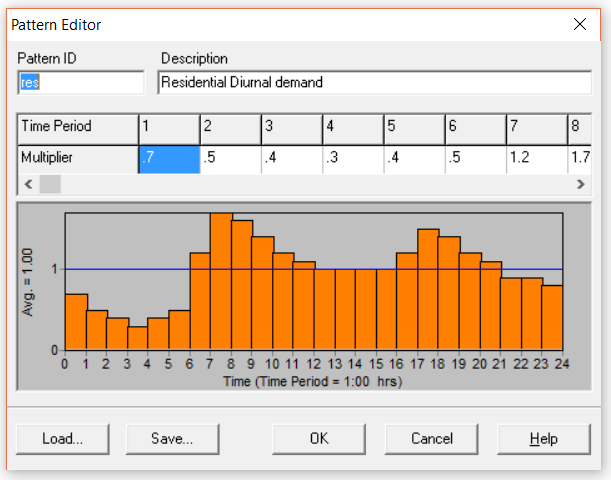 Pattern Editor
Pattern ID Description
res Residential Diurnal demand
Time Period 1 2 3 4 5 6 7 8
Multiplier .7 .5 .4 .3 .4 .5 1.2 1.7
Avg. = 1.00
1
0
0 1 2 3 4 5 6 7 8 9 10 11 12 13 14 15 16 17 18 19 20 21 22 23 24
Time (Time Period = 1:00 hrs)
Load... Save... OK Cancel Help